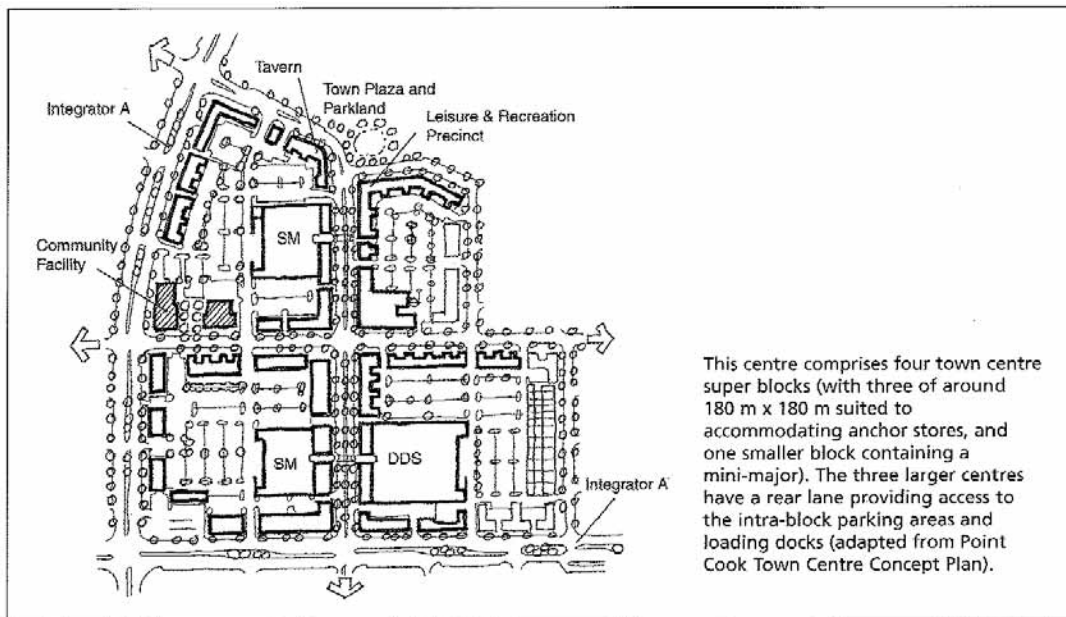 Tavern
Town Plaza and
Parkland
Integrator A
Leisure & Recreation
Precinct
SM
Community
Facility
SM
DDS
Integrator A
This centre comprises four town centre
super blocks (with three of around
180 m x 180 m suited to
accommodating anchor stores, and
one smaller block containing a
mini-major). The three larger centres
have a rear lane providing access to
the intra-block parking areas and
loading docks (adapted from Point
Cook Town Centre Concept Plan).